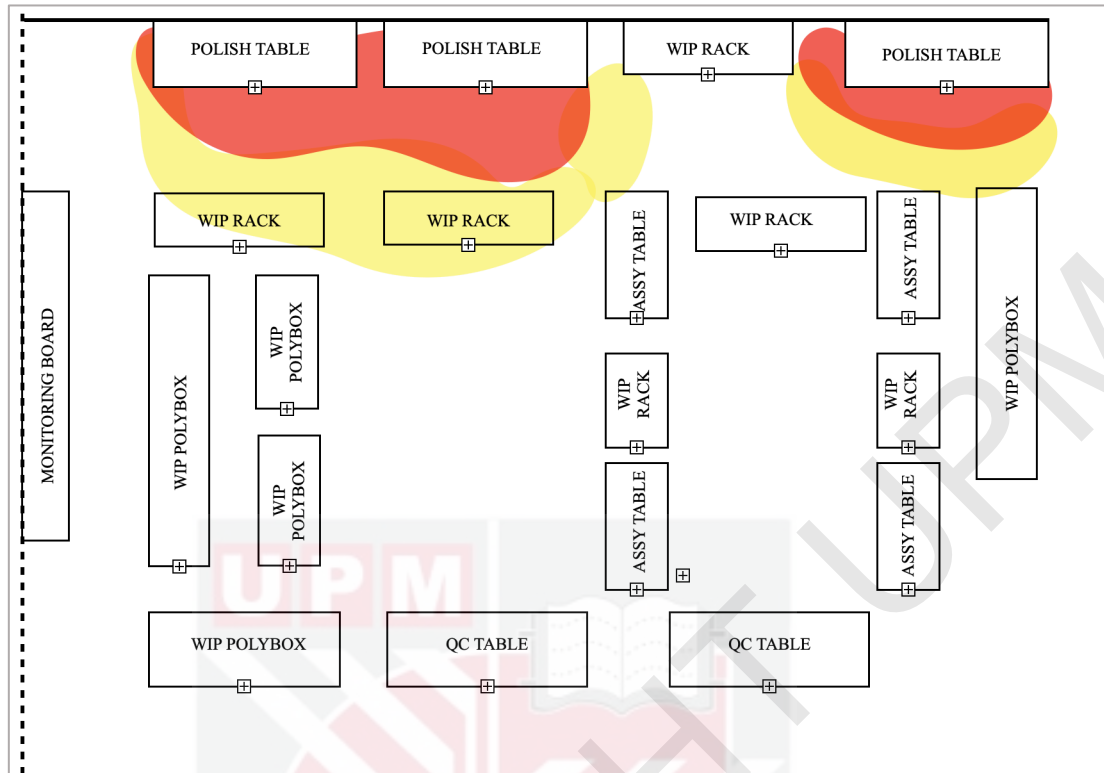 POLISH TABLE
POLISH TABLE
WIP RACK
POLISH TABLE
WIP RACK
WIP RACK
ASSY TABLE
WIP RACK
ASSY TABLE
WIP POLYBOX
MONITORING BOARD
WIP POLYBOX
WIP
POLYBOX
WIP
RACK
WIP
RACK
WIP
POLYBOX
ASSY TABLE
ASSY TABLE
WIP POLYBOX
QC TABLE
QC TABLE
UPM
HT UPM